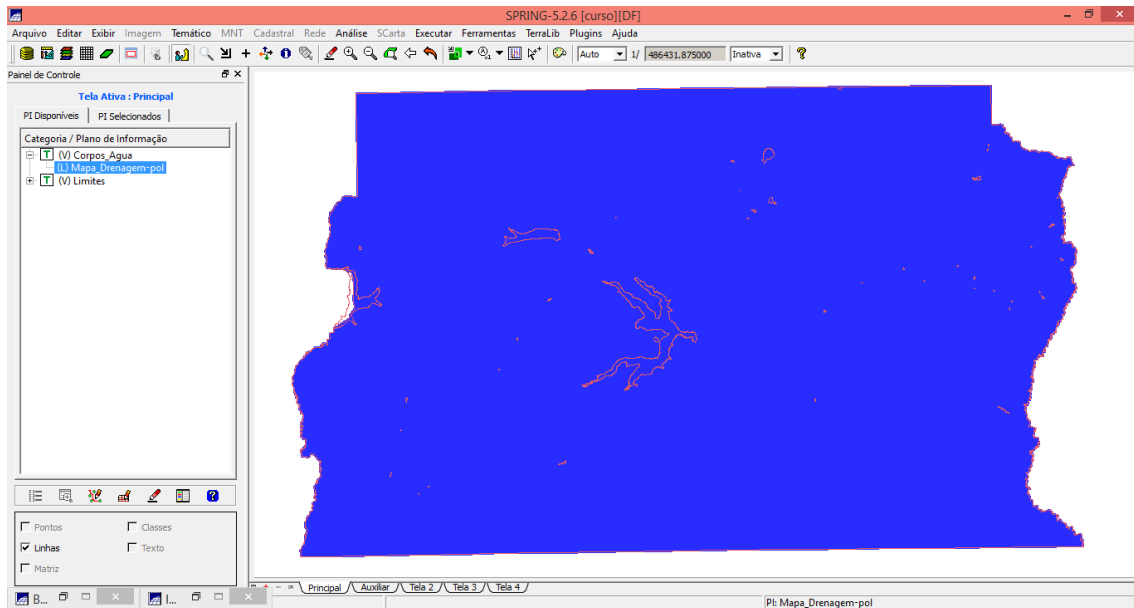 SPRING-5.2.6 [curso][DF]
Arquivo Editar Exibir Imagem Temático MNT Cadastral Rede Análise SCarta Executar Ferramentas TerraLib Plugins Ajuda
Auto 1/ 486431.875000 Inativa
Painel de Controle
Tela Ativa : Principal
PI Disponíveis PI Selecionados
Categoria / Plano de Informação
T (V) Corpos_Agua
(L) Mapa_Drenagem-pol
T (V) Limites
Pontos Classes
Linhas Texto
Matriz
Principal Auxiliar Tela 2 Tela 3 Tela 4
B... I...
PI: Mapa_Drenagem-pol